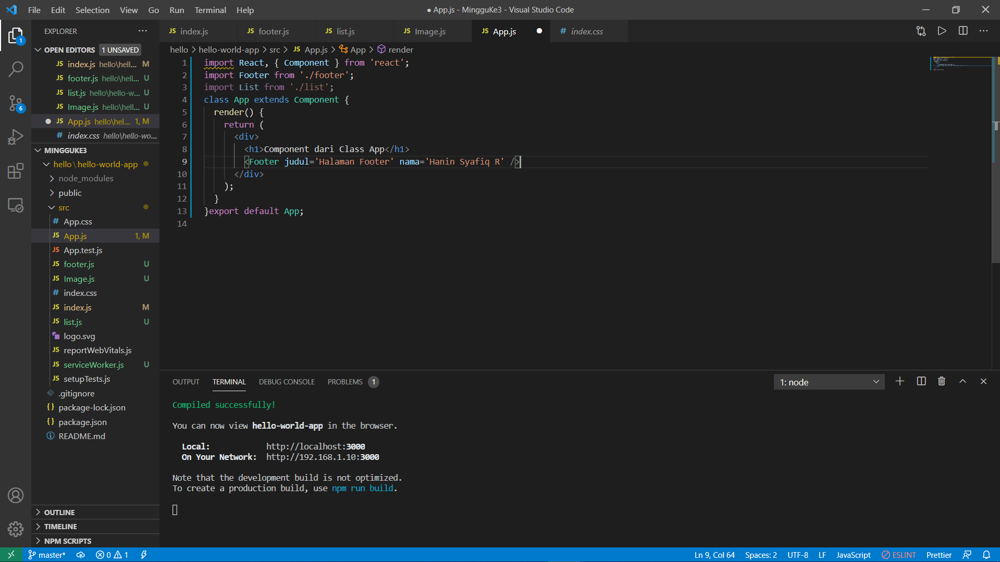 File Edit Selection View Go Run Terminal Help
● App.js - MingguKe3 - Visual Studio Code
EXPLORER
OPEN EDITORS 1 UNSAVED
JS index.js hello\hell... M
JS footer.js hello\hell... U
JS list.js hello\hello-w... U
JS Image.js hello\hell... U
● JS App.js hello\hel... 1, M
# index.css hello\hello-wo...
MINGGUKE3
hello \ hello-world-app
node_modules
public
src
# App.css
JS App.js 1, M
JS App.test.js
JS footer.js U
JS Image.js U
# index.css
JS index.js M
JS list.js U
logo.svg
JS reportWebVitals.js
JS serviceWorker.js U
JS setupTests.js
.gitignore
{} package-lock.json
{} package.json
README.md
OUTLINE
TIMELINE
NPM SCRIPTS
1
6
JS index.js JS footer.js JS list.js JS Image.js JS App.js ● # index.css
hello > hello-world-app > src > JS App.js > App > render
1 import React, { Component } from 'react';
2 import Footer from './footer';
3 import List from './list';
4 class App extends Component {
5 render() {
6 return (
7 <div>
8 <h1>Component dari Class App</h1>
9 <Footer judul='Halaman Footer' nama='Hanin Syafiq R' />
10 </div>
11 );
12 }
13 }export default App;
14
OUTPUT TERMINAL DEBUG CONSOLE PROBLEMS 1
1: node
Compiled successfully!
You can now view hello-world-app in the browser.
Local: http://localhost:3000
On Your Network: http://192.168.1.10:3000
Note that the development build is not optimized.
To create a production build, use npm run build.
master* 0 1
Ln 9, Col 64 Spaces: 2 UTF-8 LF JavaScript ESLINT Prettier